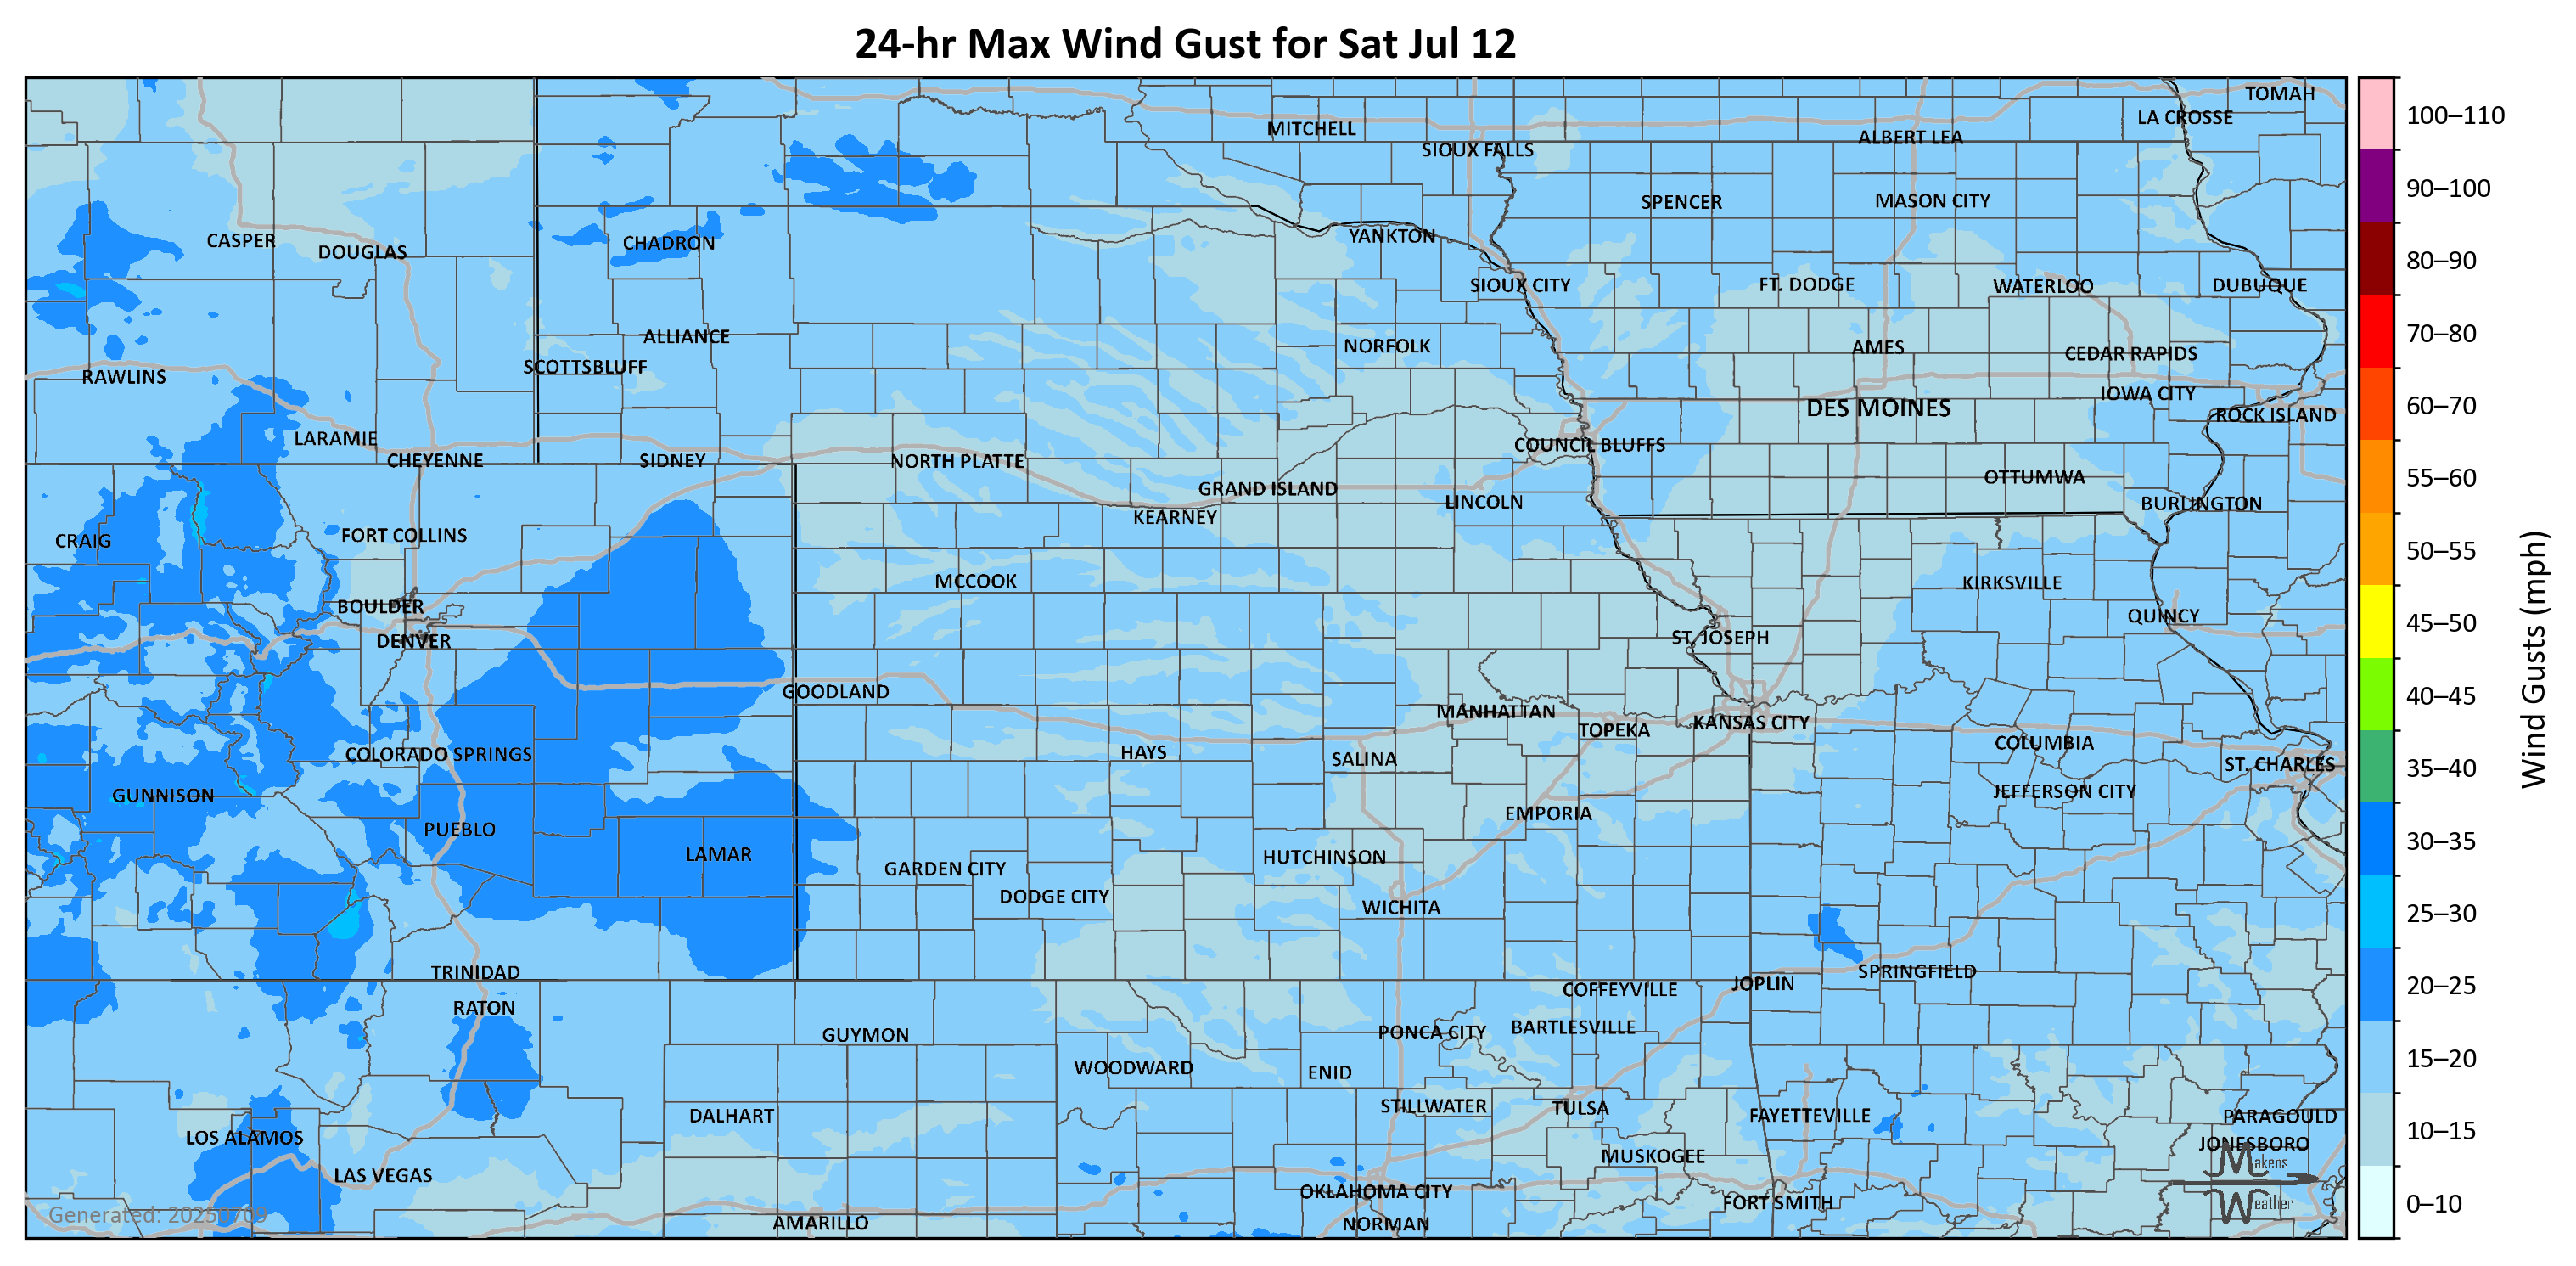 24-hr Max Wind Gust for Sat Jul 12
TOMAH
LA CROSSE
MITCHELL
ALBERT LEA
SIOUX FALLS
SPENCER
MASON CITY
CASPER
DOUGLAS
CHADRON
YANKTON
SIOUX CITY
FT. DODGE
WATERLOO
DUBUQUE
ALLIANCE
NORFOLK
AMES
CEDAR RAPIDS
SCOTTSBLUFF
RAWLINS
IOWA CITY
DES MOINES
ROCK ISLAND
LARAMIE
COUNCIL BLUFFS
CHEYENNE
SIDNEY
NORTH PLATTE
OTTUMWA
GRAND ISLAND
LINCOLN
BURLINGTON
KEARNEY
CRAIG
FORT COLLINS
MCCOOK
KIRKSVILLE
BOULDER
QUINCY
DENVER
ST. JOSEPH
GOODLAND
MANHATTAN
TOPEKA
KANSAS CITY
COLUMBIA
COLORADO SPRINGS
HAYS
SALINA
ST. CHARLES
GUNNISON
JEFFERSON CITY
EMPORIA
PUEBLO
LAMAR
HUTCHINSON
GARDEN CITY
DODGE CITY
WICHITA
TRINIDAD
SPRINGFIELD
JOPLIN
COFFEYVILLE
RATON
GUYMON
PONCA CITY
BARTLESVILLE
WOODWARD
ENID
STILLWATER
TULSA
DALHART
FAYETTEVILLE
PARAGOULD
LOS ALAMOS
JONESBORO
MUSKOGEE
LAS VEGAS
OKLAHOMA CITY
FORT SMITH
AMARILLO
NORMAN
Generated: 20250709
Makens
Weather
100–110
90–100
80–90
70–80
60–70
55–60
50–55
45–50
40–45
35–40
30–35
25–30
20–25
15–20
10–15
0–10
Wind Gusts (mph)